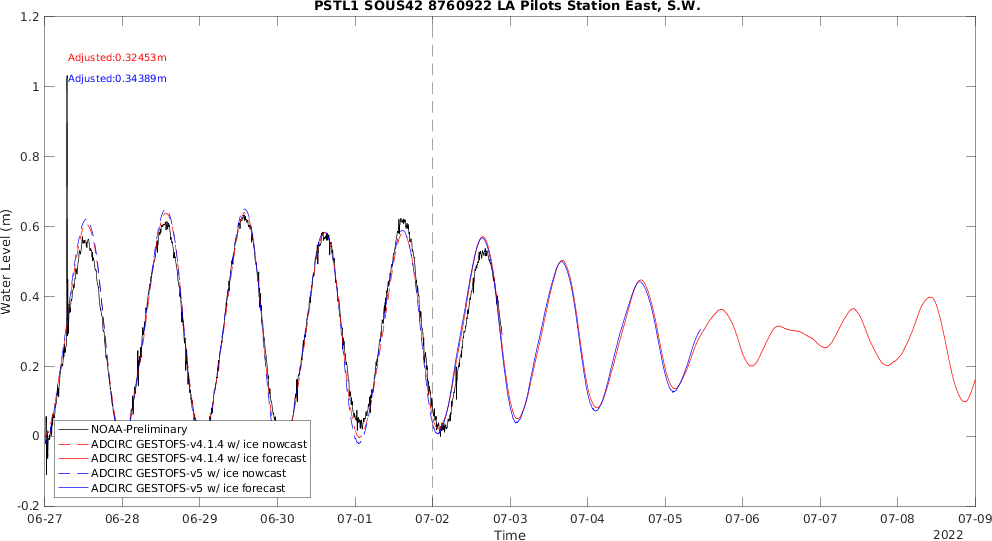 PSTL1 SOUS42 8760922 LA Pilots Station East, S.W.
Adjusted:0.32453m
Adjusted:0.34389m
Water Level (m)
1.2
1
0.8
0.6
0.4
0.2
0
-0.2
NOAA-Preliminary
ADCIRC GESTOFS-v4.1.4 w/ ice nowcast
ADCIRC GESTOFS-v4.1.4 w/ ice forecast
ADCIRC GESTOFS-v5 w/ ice nowcast
ADCIRC GESTOFS-v5 w/ ice forecast
06-27 06-28 06-29 06-30 07-01 07-02 07-03 07-04 07-05 07-06 07-07 07-08 07-09
Time
2022